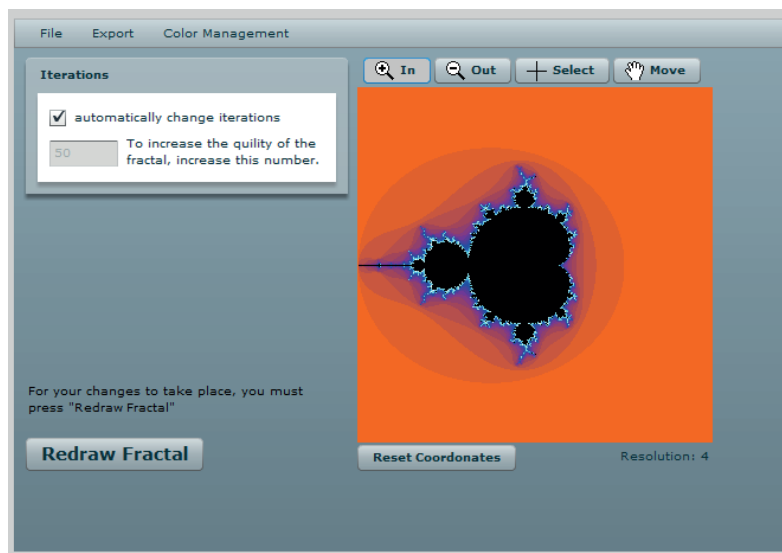 File Export Color Management
Iterations
automatically change iterations
50
To increase the quility of the
fractal, increase this number.
In Out Select Move
For your changes to take place, you must
press "Redraw Fractal"
Redraw Fractal
Reset Coordonates
Resolution: 4